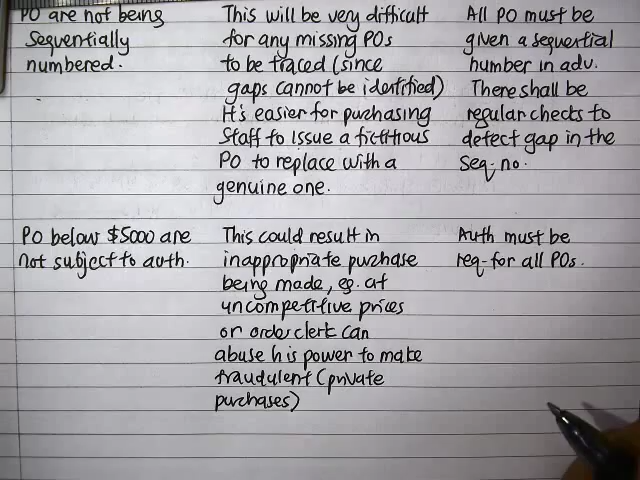 PO are not being
Sequentially
numbered.
This will be very difficult
for any missing POs
to be traced (since
gaps cannot be identified)
It's easier for purchasing
Staff to issue a fictitious
PO to replace with a
genuine one.
All PO must be
given a sequential
number in adv.
There shall be
regular checks to
detect gap in the
seq. no.
PO below $5000 are
not subject to auth.
This could result in
inappropriate purchase
being made, eg. at
uncompetitive prices
or order clerk can
abuse his power to make
fraudulent (private
purchases)
Auth must be
req. for all POs.